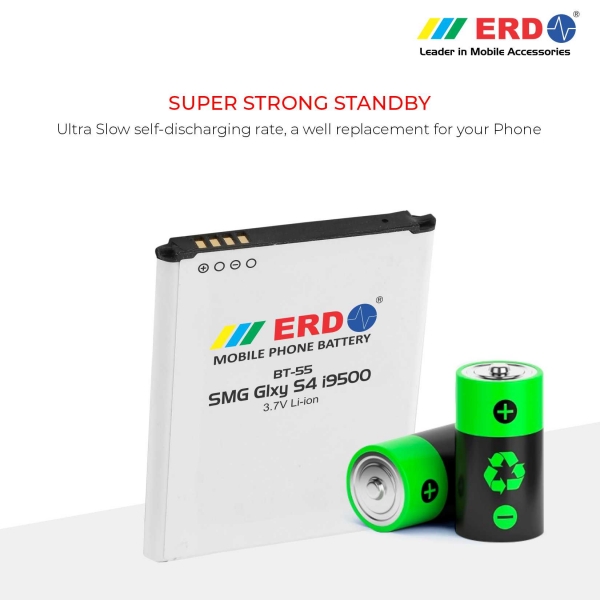 ERD®
Leader in Mobile Accessories
SUPER STRONG STANDBY
Ultra Slow self-discharging rate, a well replacement for your Phone
ERD®
MOBILE PHONE BATTERY
BT-55
SMG Glxy S4 i9500
3.7V Li-ion